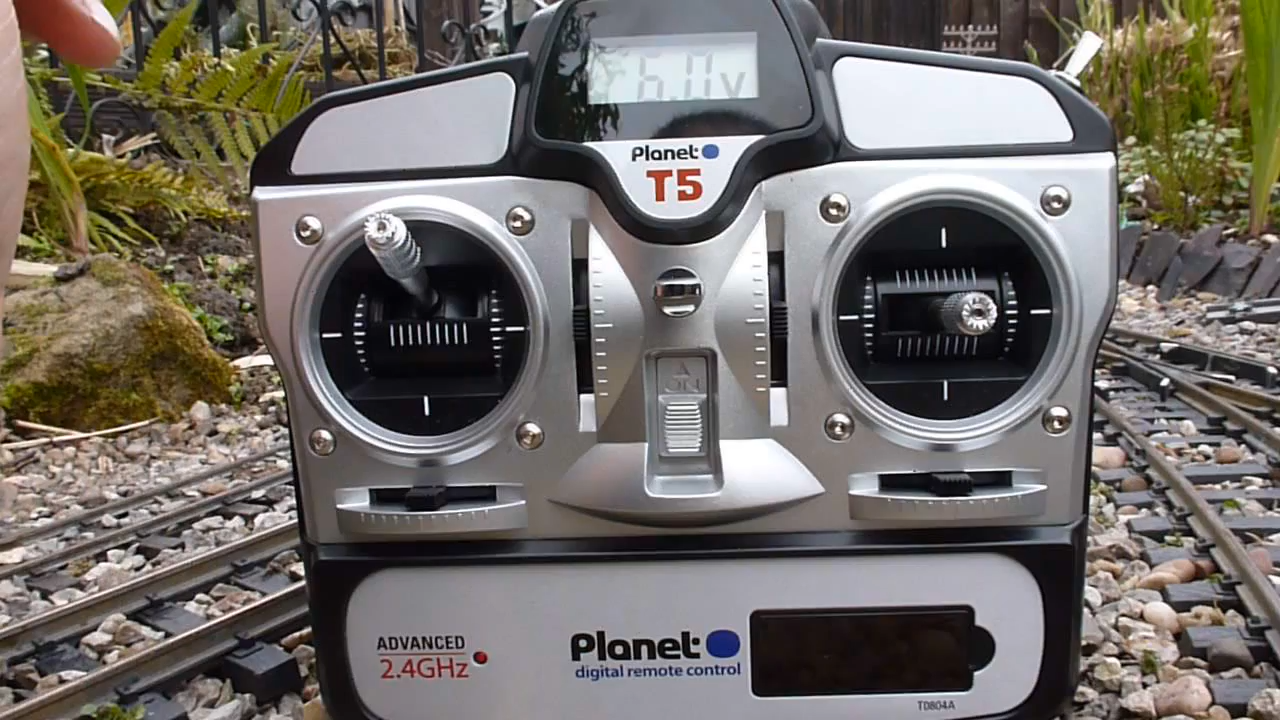 6.0v
Planet
T5
ON
ADVANCED
2.4GHz
Planet
digital remote control
T0804A